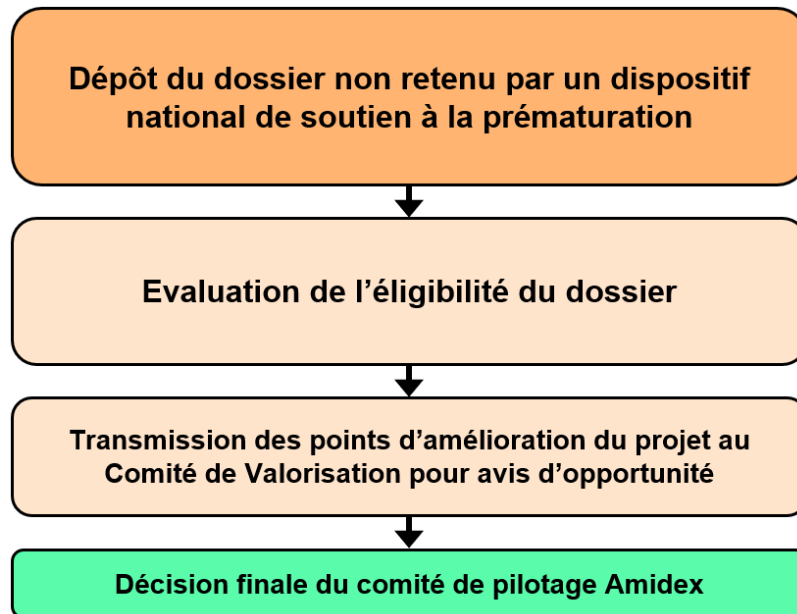 Dépôt du dossier non retenu par un dispositif
national de soutien à la prématuration
Evaluation de l’éligibilité du dossier
Transmission des points d’amélioration du projet au
Comité de Valorisation pour avis d’opportunité
Décision finale du comité de pilotage Amidex